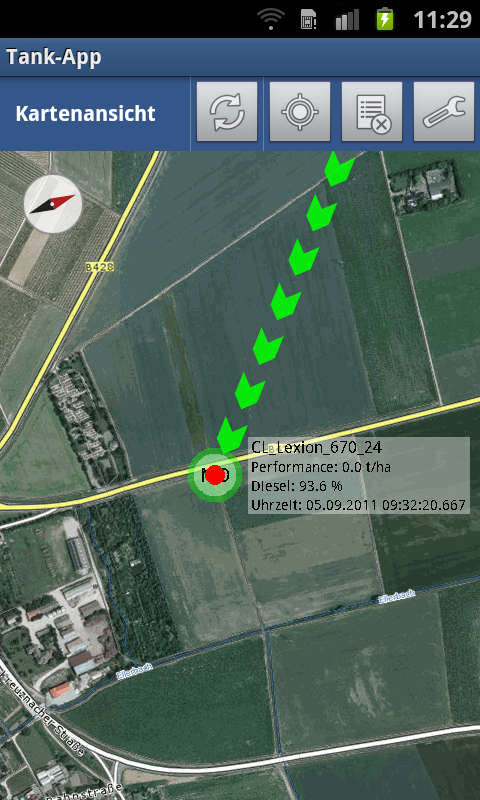 11:29
Tank-App
Kartenansicht
B428
CL_Lexion_670_24
Performance: 0.0 t/ha
Diesel: 93.6 %
Uhrzeit: 05.09.2011 09:32:20.667
Ellerbach
Ellerbach
Kreuznacher Straße
Bahnstraße